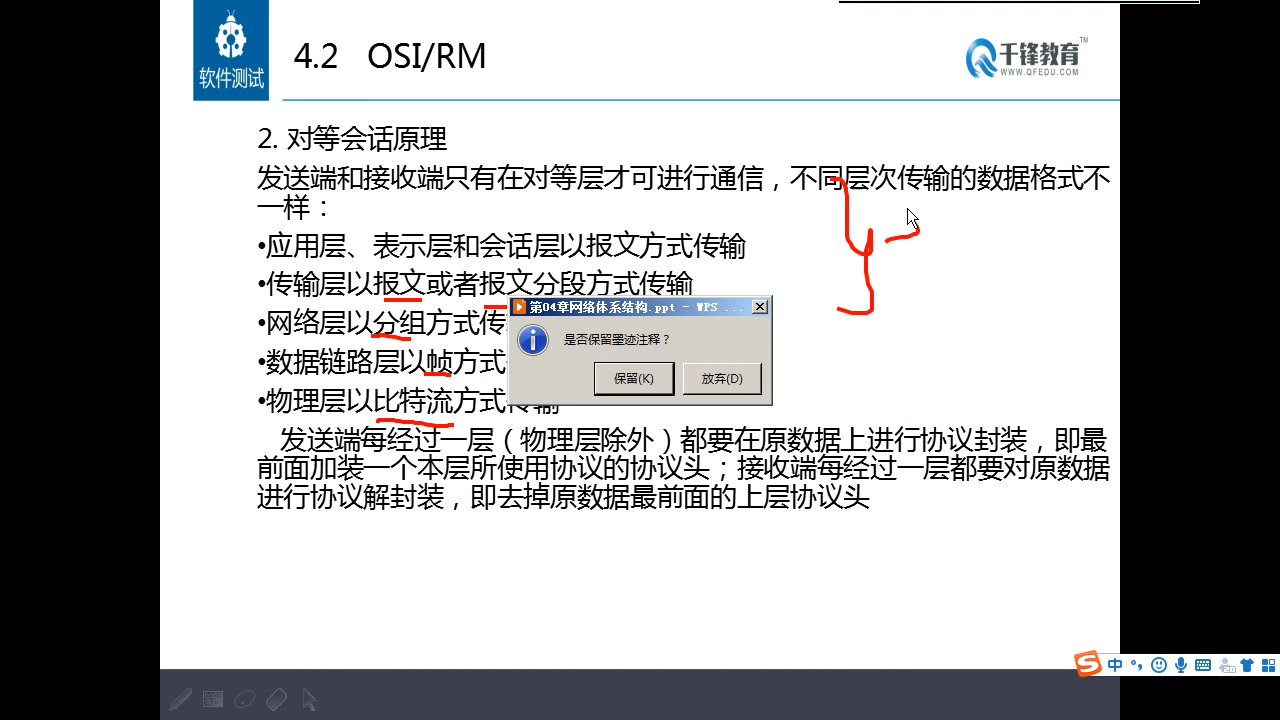 软件测试
4.2 OSI/RM
千锋教育
TM
WWW.QFEDU.COM
2. 对等会话原理
发送端和接收端只有在对等层才可进行通信，不同层次传输的数据格式不
一样：
•应用层、表示层和会话层以报文方式传输
•传输层以报文或者报文分段方式传输
•网络层以分组方式传
•数据链路层以帧方式
•物理层以比特流方式传输
第04章网络体系结构.ppt - WPS ...
是否保留墨迹注释？
保留(K)
放弃(D)
发送端每经过一层（物理层除外）都要在原数据上进行协议封装，即最
前面加装一个本层所使用协议的协议头；接收端每经过一层都要对原数据
进行协议解封装，即去掉原数据最前面的上层协议头
S 中